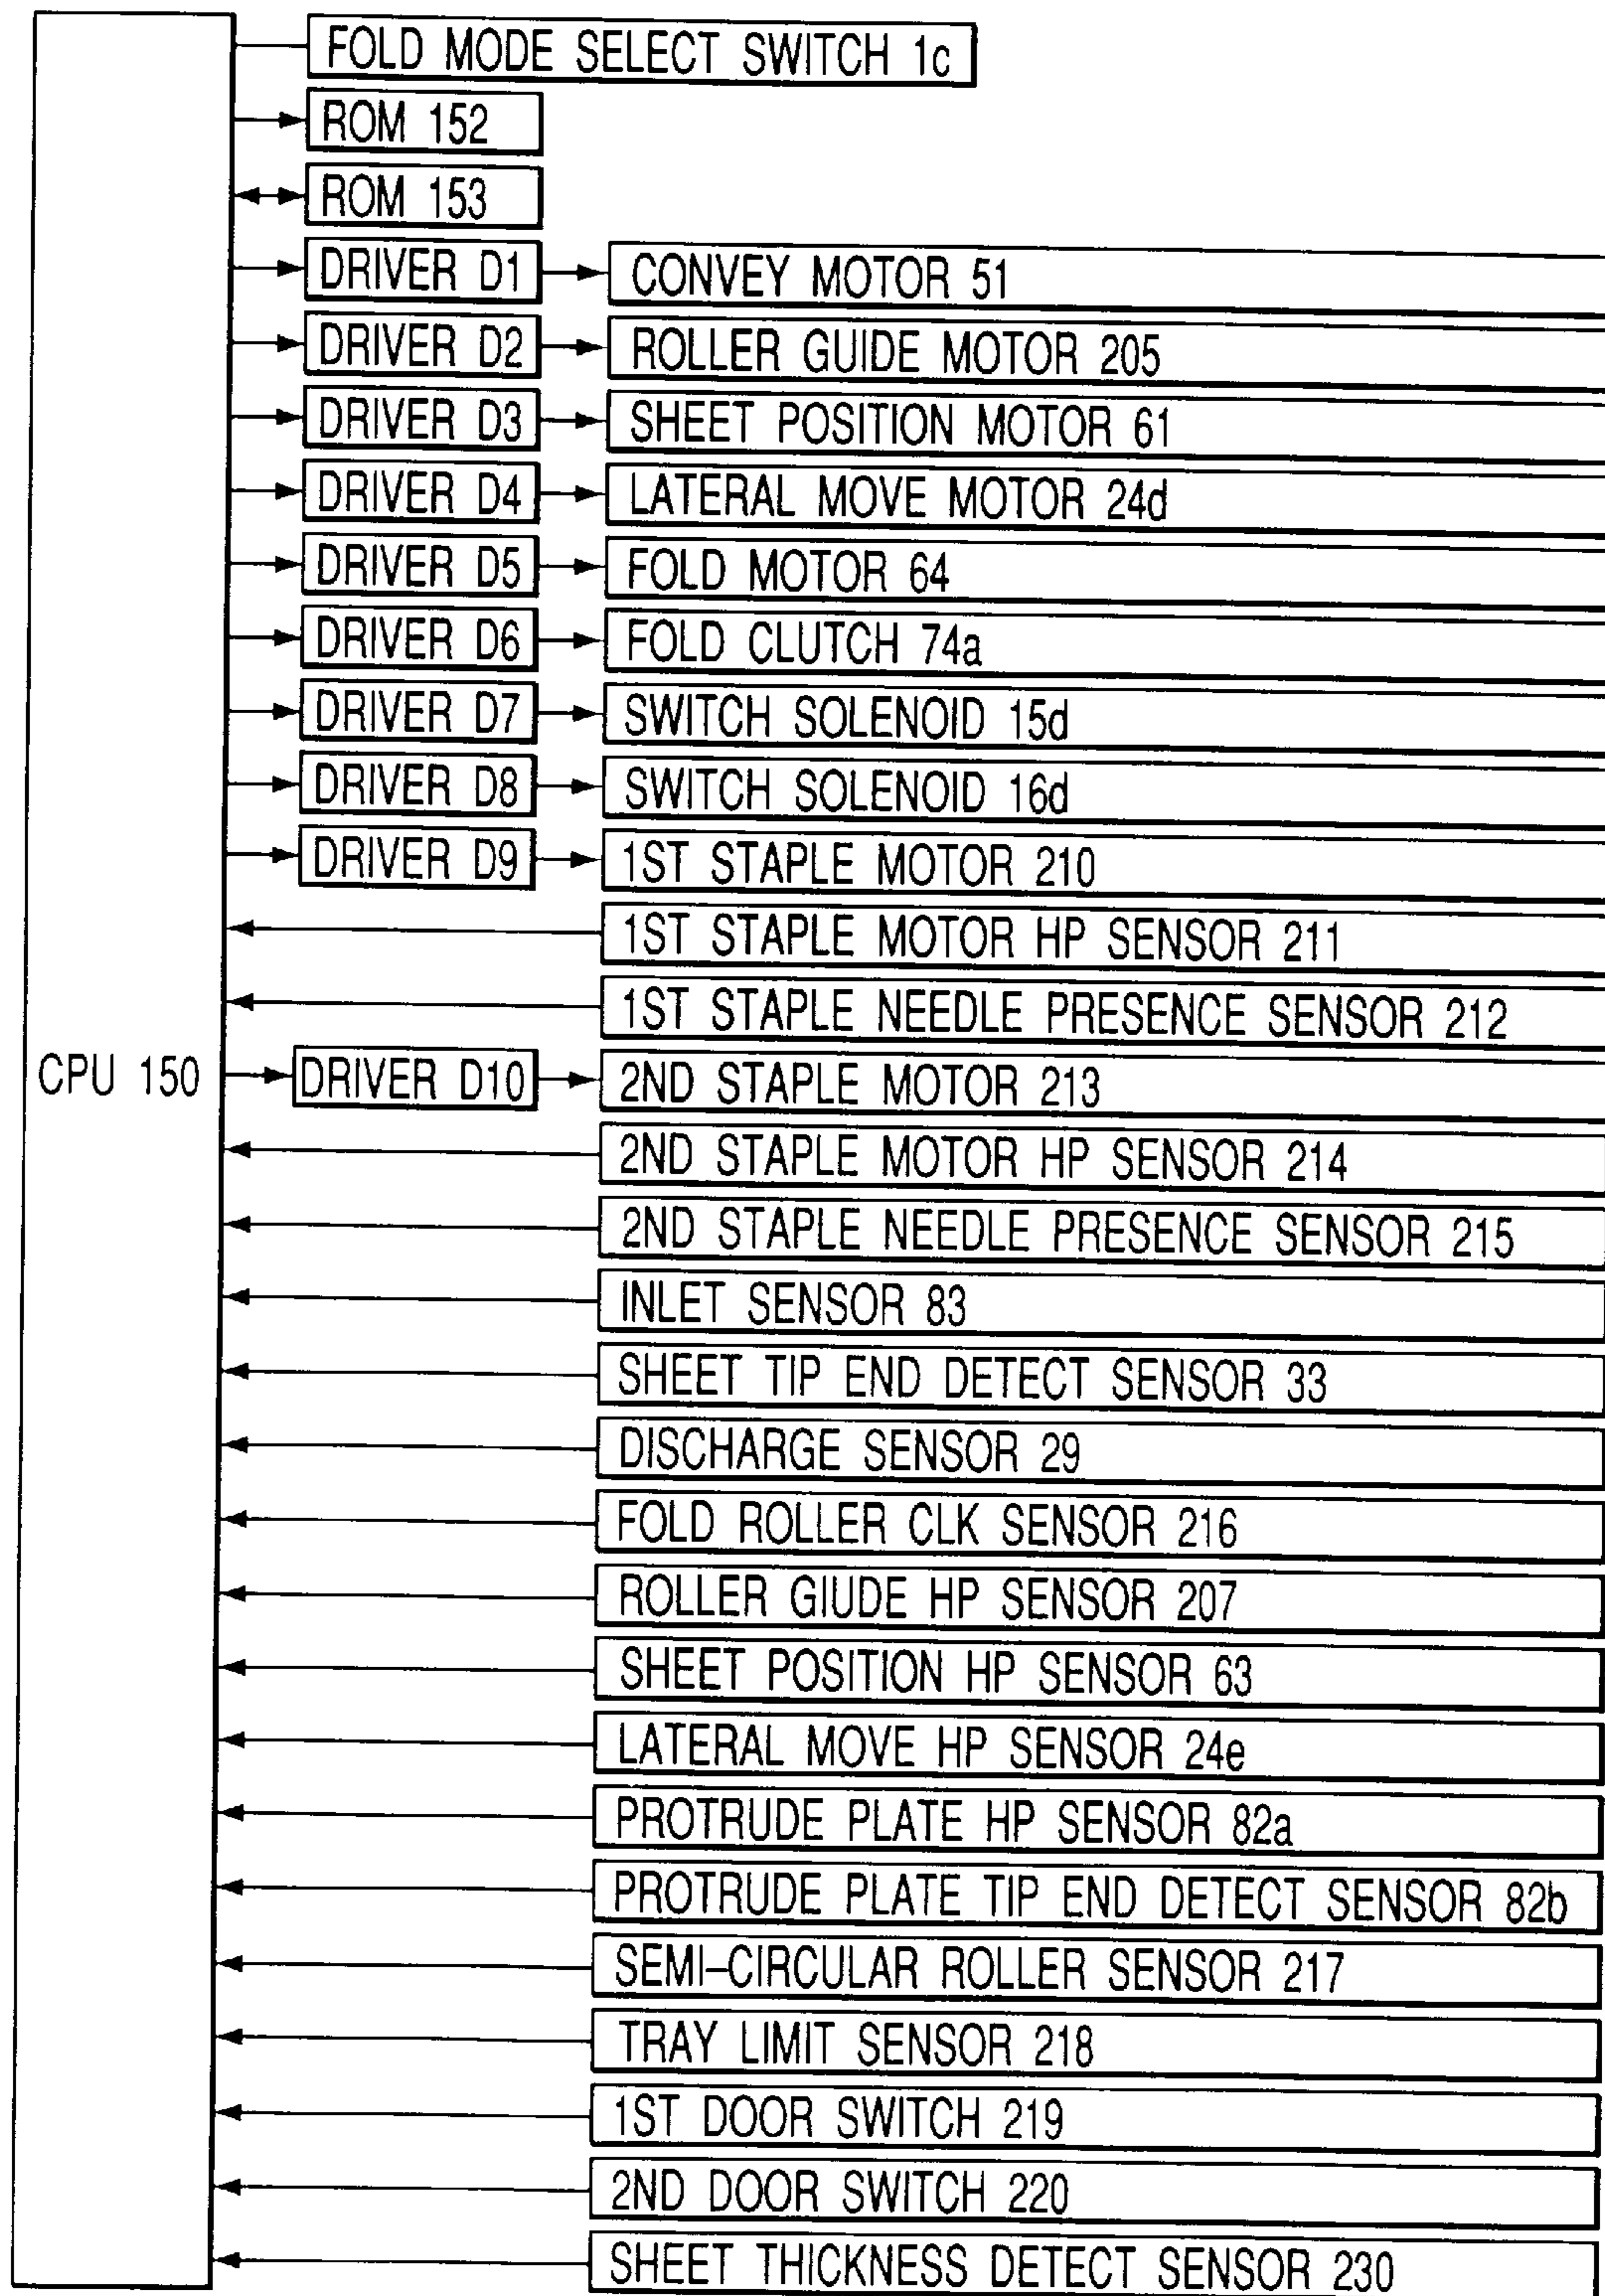 FOLD MODE SELECT SWITCH 1c
ROM 152
ROM 153
DRIVER D1 CONVEY MOTOR 51
DRIVER D2 ROLLER GUIDE MOTOR 205
DRIVER D3 SHEET POSITION MOTOR 61
DRIVER D4 LATERAL MOVE MOTOR 24d
DRIVER D5 FOLD MOTOR 64
DRIVER D6 FOLD CLUTCH 74a
DRIVER D7 SWITCH SOLENOID 15d
DRIVER D8 SWITCH SOLENOID 16d
DRIVER D9 1ST STAPLE MOTOR 210
1ST STAPLE MOTOR HP SENSOR 211
1ST STAPLE NEEDLE PRESENCE SENSOR 212
CPU 150 DRIVER D10 2ND STAPLE MOTOR 213
2ND STAPLE MOTOR HP SENSOR 214
2ND STAPLE NEEDLE PRESENCE SENSOR 215
INLET SENSOR 83
SHEET TIP END DETECT SENSOR 33
DISCHARGE SENSOR 29
FOLD ROLLER CLK SENSOR 216
ROLLER GIUDE HP SENSOR 207
SHEET POSITION HP SENSOR 63
LATERAL MOVE HP SENSOR 24e
PROTRUDE PLATE HP SENSOR 82a
PROTRUDE PLATE TIP END DETECT SENSOR 82b
SEMI-CIRCULAR ROLLER SENSOR 217
TRAY LIMIT SENSOR 218
1ST DOOR SWITCH 219
2ND DOOR SWITCH 220
SHEET THICKNESS DETECT SENSOR 230